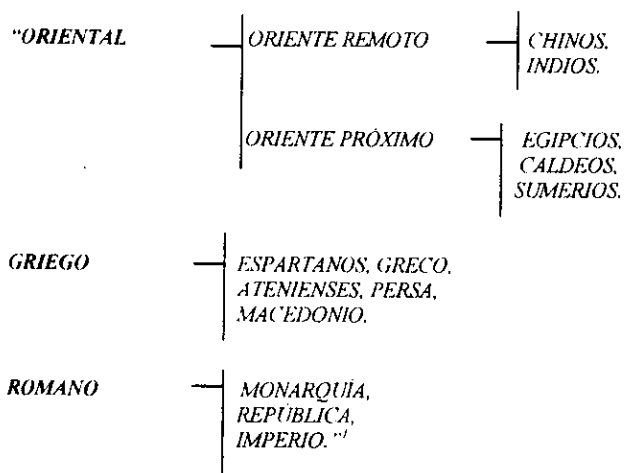 "ORIENTAL
ORIENTE REMOTO
CHINOS,
INDIOS.
ORIENTE PRÓXIMO
EGIPCIOS,
CALDEOS,
SUMERIOS.
GRIEGO
ESPARTANOS, GRECO,
ATENIENSES, PERSA,
MACEDONIO.
ROMANO
MONARQUÍA,
REPÚBLICA,
IMPERIO. "1